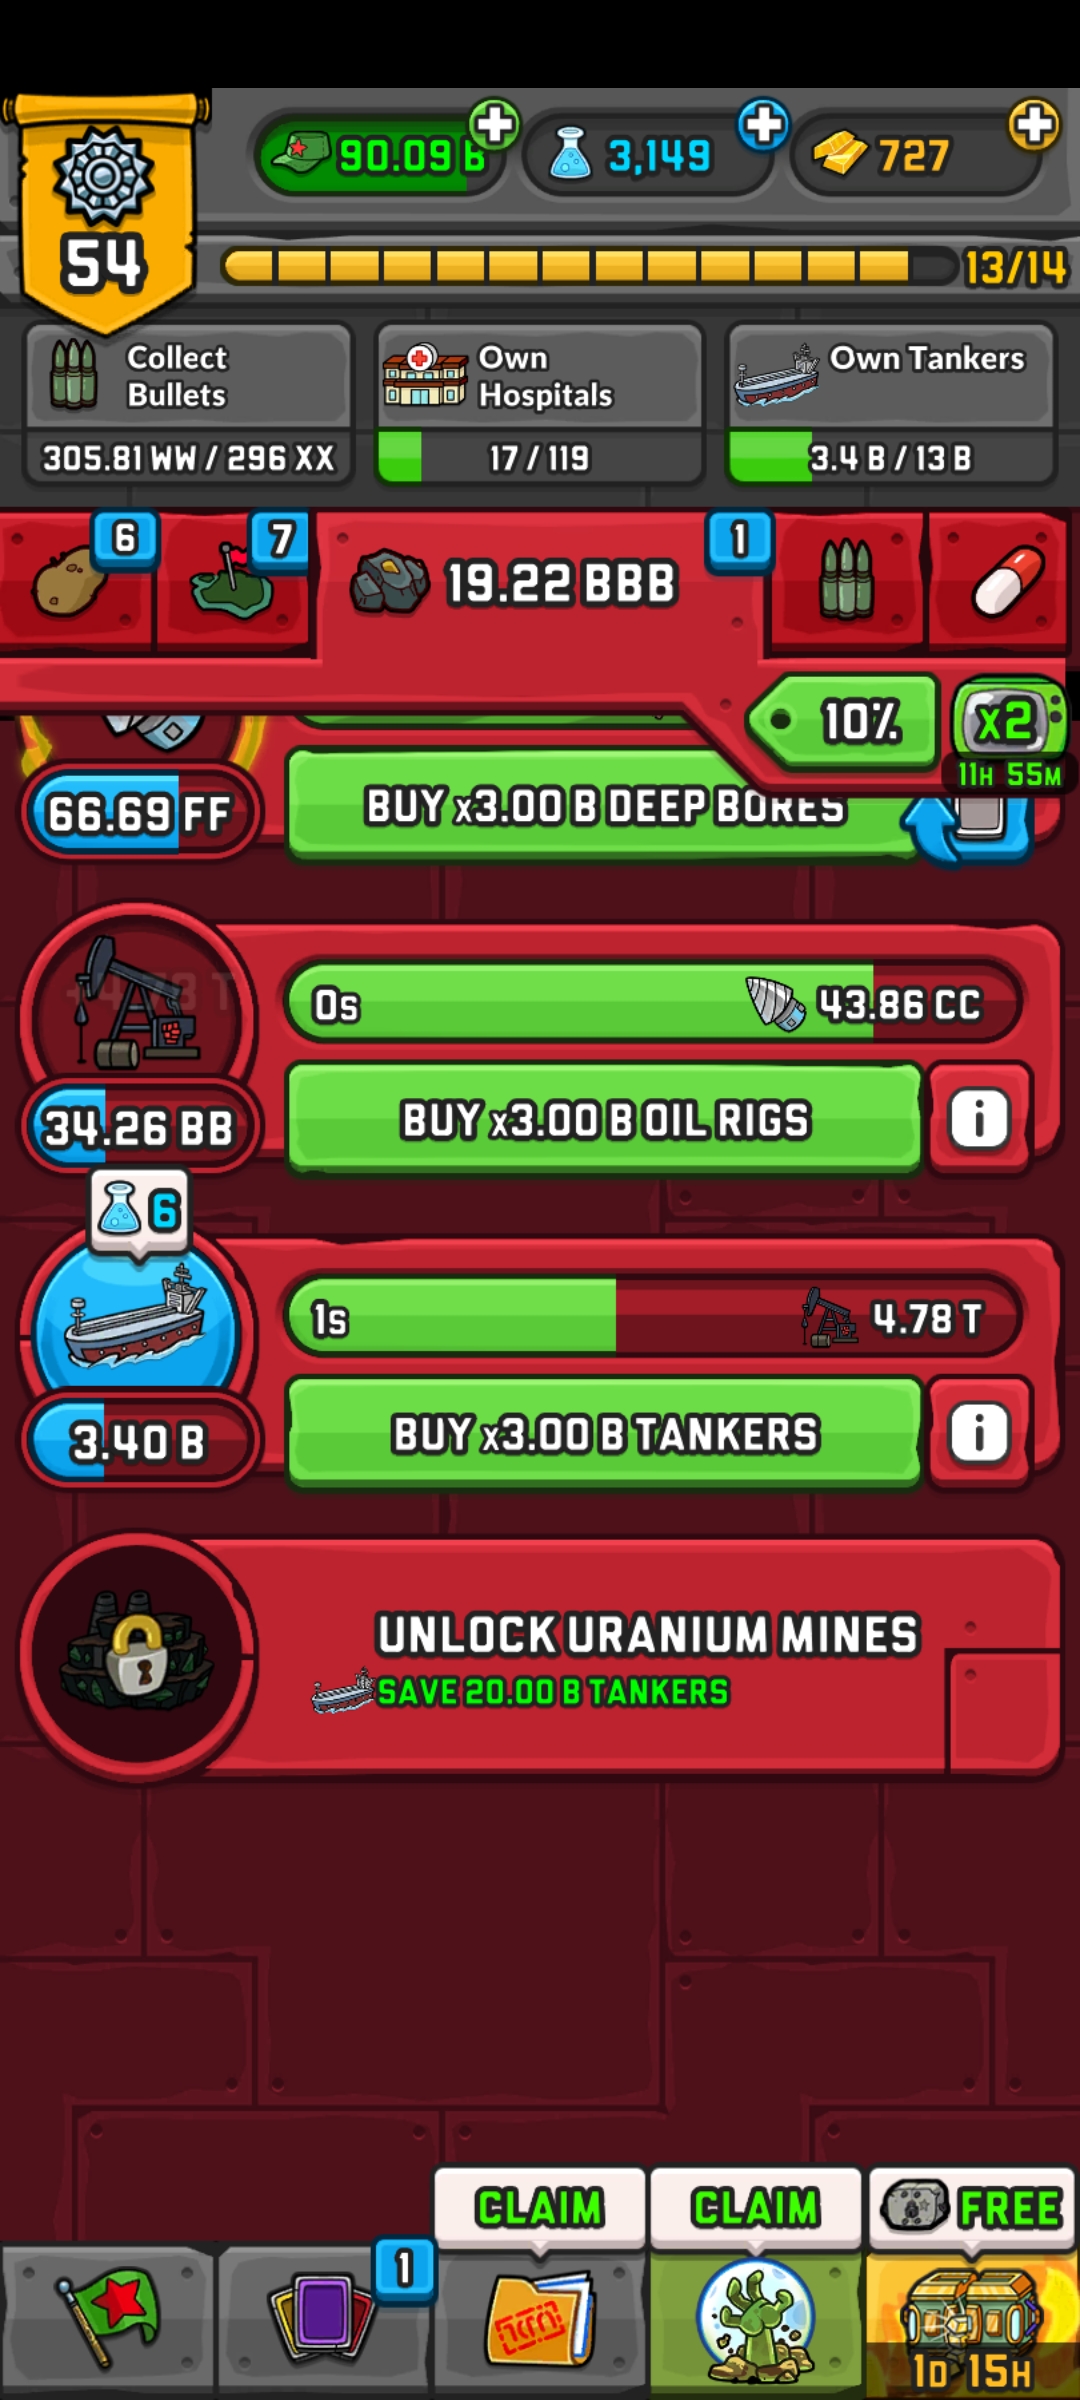 54
90.09 B
3,149
727
13/14
Collect
Bullets
305.81 WW / 296 XX
Own
Hospitals
17 / 119
Own Tankers
3.4 B / 13 B
6
7
19.22 BBB
1
10%
x2
11H 55M
66.69 FF
BUY x3.00 B DEEP BORES
0s
43.86 CC
34.26 BB
BUY x3.00 B OIL RIGS
i
6
1s
4.78 T
3.40 B
BUY x3.00 B TANKERS
i
UNLOCK URANIUM MINES
SAVE 20.00 B TANKERS
CLAIM
CLAIM
FREE
1
1D 15H